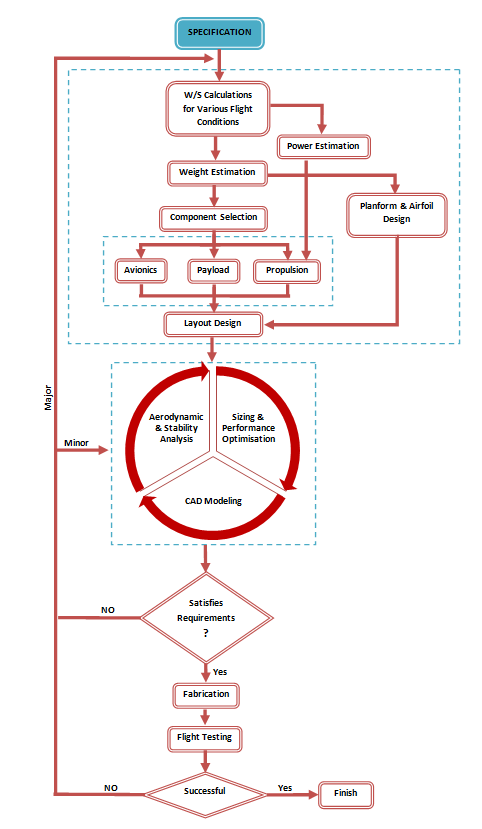 SPECIFICATION
W/S Calculations
for Various Flight
Conditions
Power Estimation
Weight Estimation
Planform & Airfoil
Design
Component Selection
Avionics
Payload
Propulsion
Layout Design
Major
Minor
Aerodynamic
& Stability
Analysis
Sizing &
Performance
Optimisation
CAD Modeling
Satisfies
Requirements
?
NO
Yes
Fabrication
Flight Testing
Successful
NO
Yes
Finish